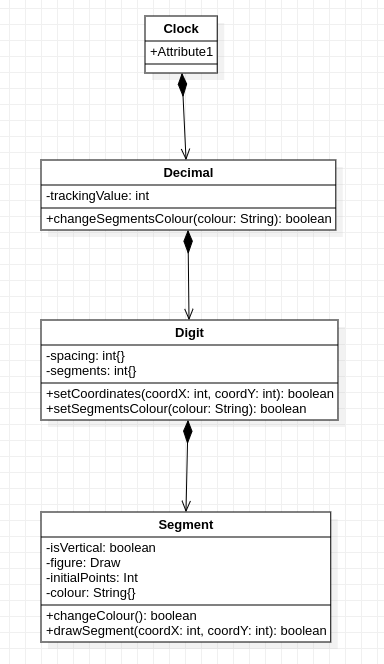 Clock
+Attribute1
Decimal
-trackingValue: int
+changeSegmentsColour(colour: String): boolean
Digit
-spacing: int{}
-segments: int{}
+setCoordinates(coordX: int, coordY: int): boolean
+setSegmentsColour(colour: String): boolean
Segment
-isVertical: boolean
-figure: Draw
-initialPoints: Int
-colour: String{}
+changeColour(): boolean
+drawSegment(coordX: int, coordY: int): boolean